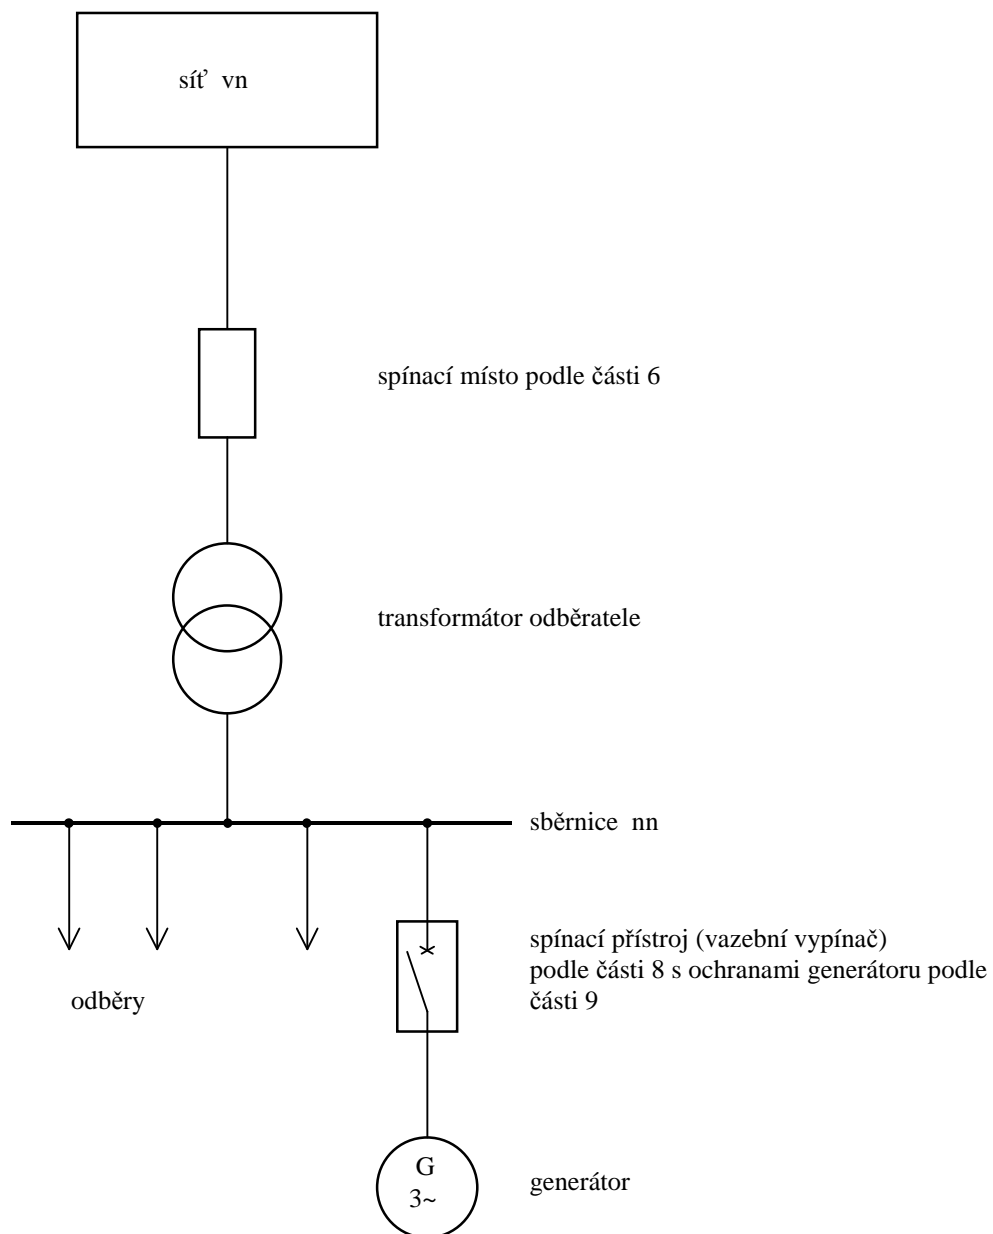 síť vn
spínací místo podle části 6
transformátor odběratele
sběrnice nn
spínací přístroj (vazební vypínač)
podle části 8 s ochranami generátoru podle
části 9
odběry
G
3~
generátor